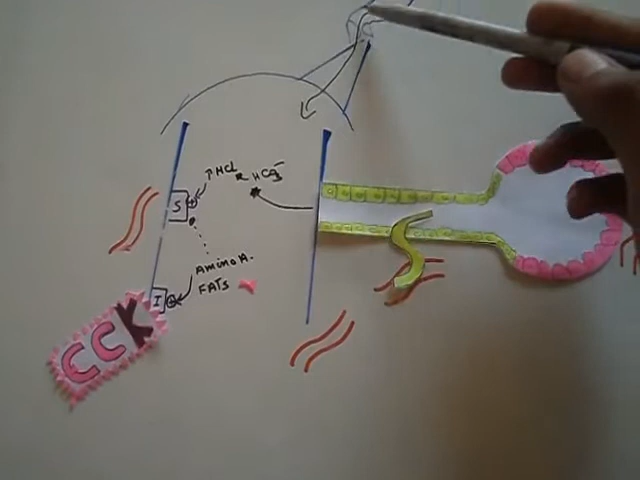 ↑HCl
HCO₃⁻
S +
AMINO A.
FATS
I +
CCK